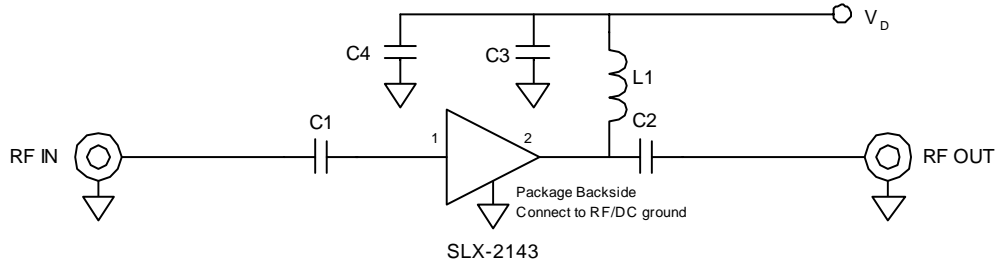 V_D
C4
C3
L1
C1
C2
1
2
RF IN
RF OUT
Package Backside
Connect to RF/DC ground
SLX-2143